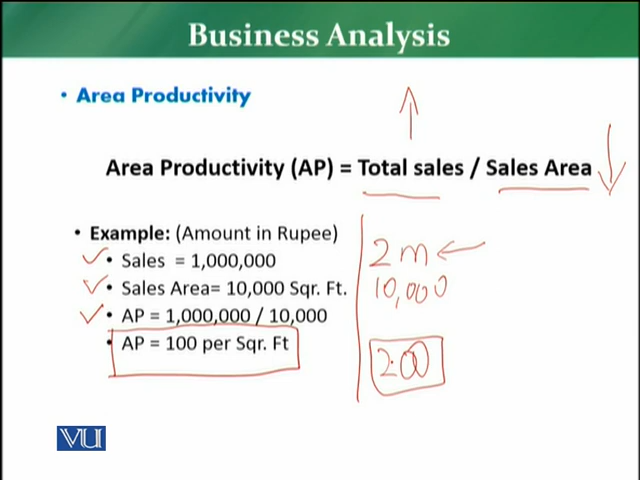 Business Analysis
• Area Productivity
Area Productivity (AP) = Total sales / Sales Area
• Example: (Amount in Rupee)
• Sales = 1,000,000
• Sales Area= 10,000 Sqr. Ft.
• AP = 1,000,000 / 10,000
• AP = 100 per Sqr. Ft
2 m
10,000
200
VU